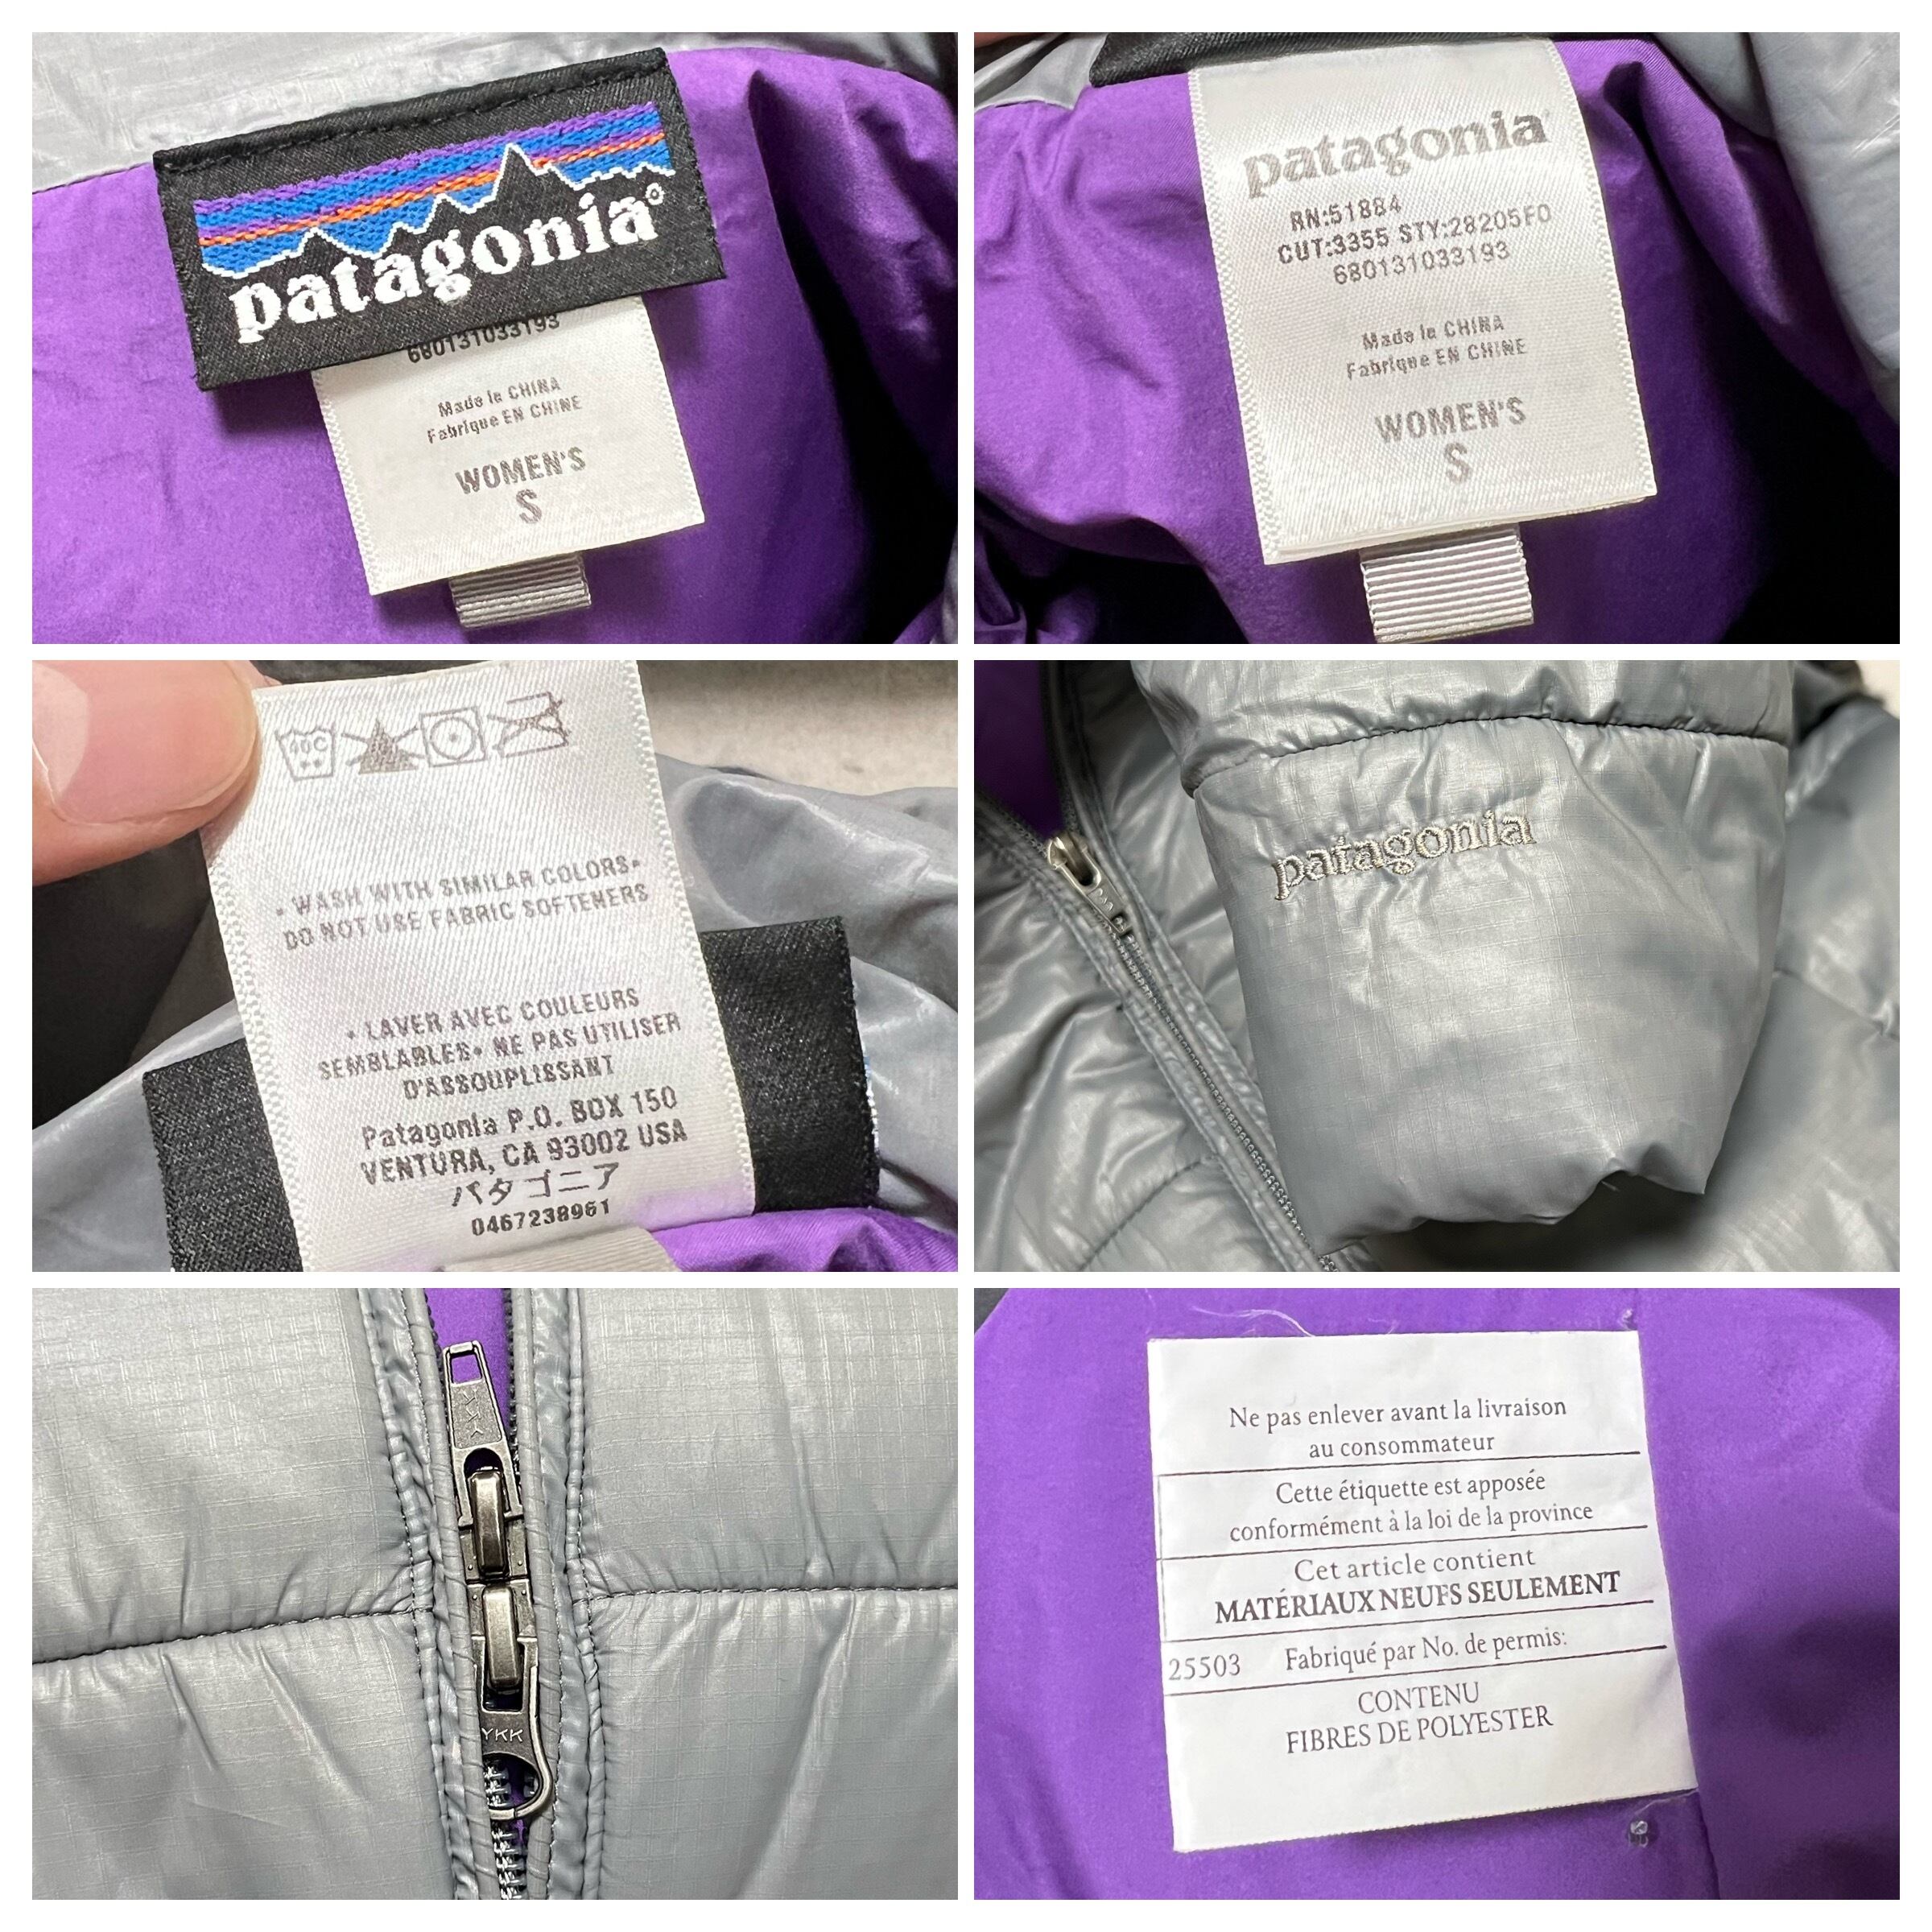 patagonia®
680131033193
Made in CHINA
Fabrique EN CHINE
WOMEN'S
S
patagonia®
RN:51884
CUT:3355 STY:28205F0
680131033193
Made in CHINA
Fabrique EN CHINE
WOMEN'S
S
40C
• WASH WITH SIMILAR COLORS•
DO NOT USE FABRIC SOFTENERS
• LAVER AVEC COULEURS
SEMBLABLES• NE PAS UTILISER
D'ASSOUPLISSANT
Patagonia P.O. BOX 150
VENTURA, CA 93002 USA
パタゴニア
0467238961
patagonia
YKK
YKK
Ne pas enlever avant la livraison
au consommateur
Cette étiquette est apposée
conformément à la loi de la province
Cet article contient
MATÉRIAUX NEUFS SEULEMENT
25503 Fabriqué par No. de permis:
CONTENU
FIBRES DE POLYESTER